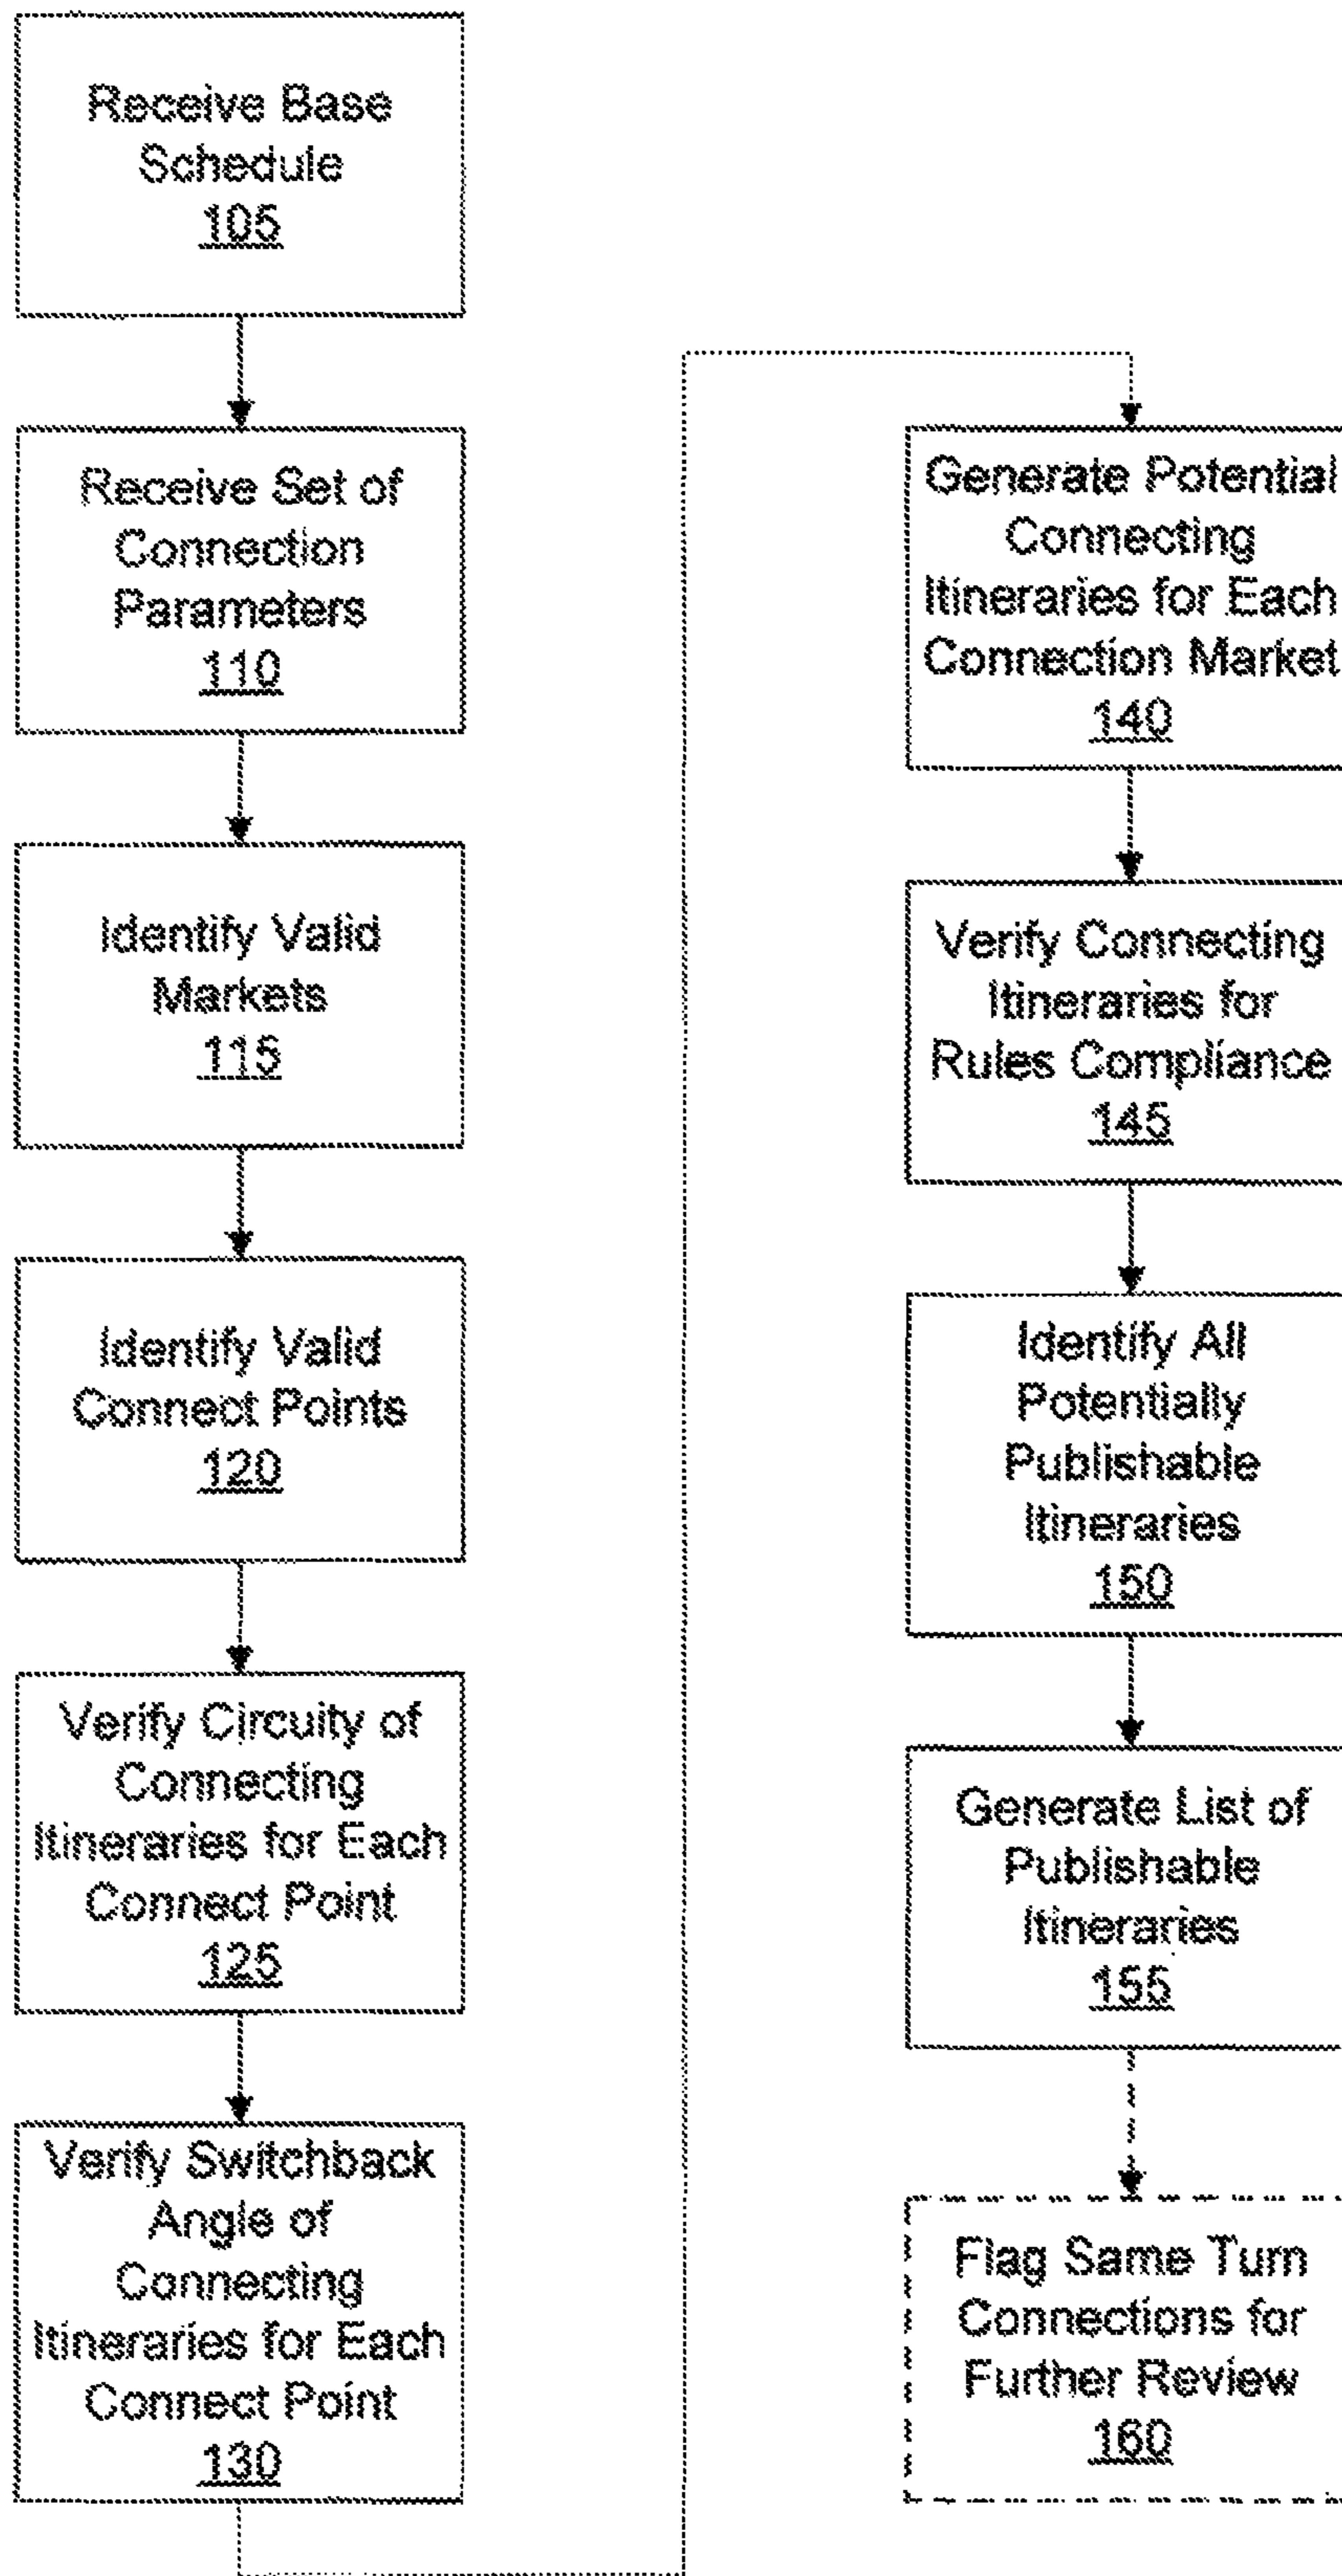 Receive Base
Schedule
105
Receive Set of
Connection
Parameters
110
Identify Valid
Markets
115
Identify Valid
Connect Points
120
Verify Circuity of
Connecting
Itineraries for Each
Connect Point
125
Verify Switchback
Angle of
Connecting
Itineraries for Each
Connect Point
130
Generate Potential
Connecting
Itineraries for Each
Connection Market
140
Verify Connecting
Itineraries for
Rules Compliance
145
Identify All
Potentially
Publishable
Itineraries
150
Generate List of
Publishable
Itineraries
155
Flag Same Turn
Connections for
Further Review
160